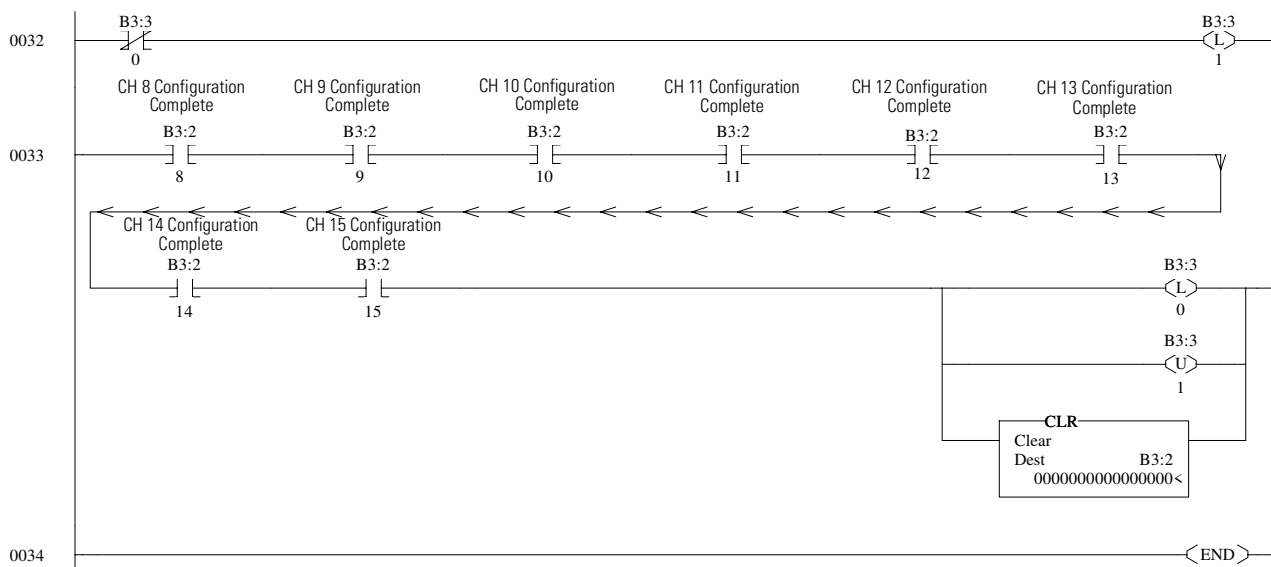 B3:3
B3:3
0032
L
0
1
CH 8 Configuration
Complete
CH 9 Configuration
Complete
CH 10 Configuration
Complete
CH 11 Configuration
Complete
CH 12 Configuration
Complete
CH 13 Configuration
Complete
B3:2
B3:2
B3:2
B3:2
B3:2
B3:2
0033
8
9
10
11
12
13
CH 14 Configuration
Complete
CH 15 Configuration
Complete
B3:2
B3:2
B3:3
L
14
15
0
B3:3
U
1
CLR
Clear
Dest B3:2
0000000000000000<
0034
END